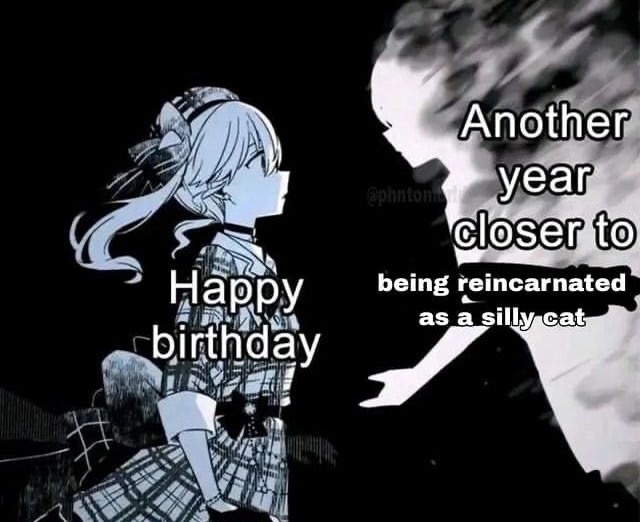 Happy
birthday
Another
year
closer to
being reincarnated
as a silly cat